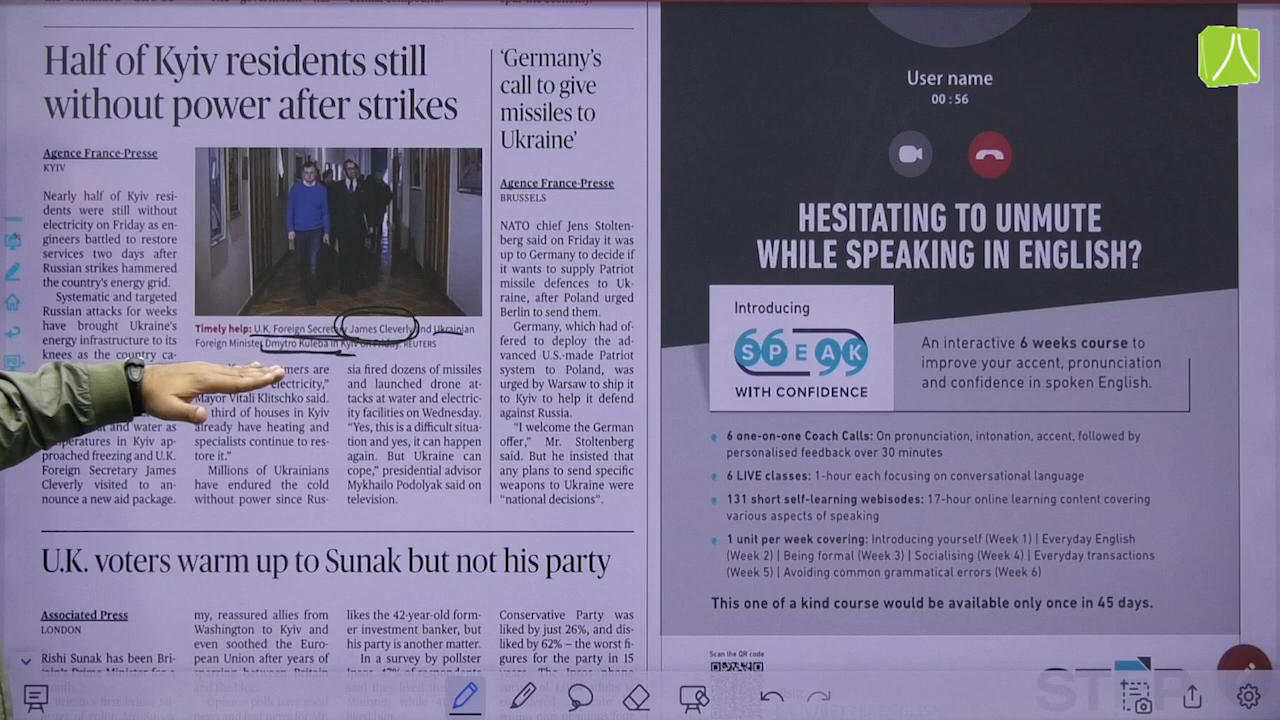 Half of Kyiv residents still
without power after strikes
Agence France-Presse
KYIV
Nearly half of Kyiv resi-
dents were still without
electricity on Friday as en-
gineers battled to restore
services two days after
Russian strikes hammered
the country's energy grid.
Systematic and targeted
Russian attacks for weeks
have brought Ukraine's
energy infrastructure to its
knees as the country ca-
and water as
temperatures in Kyiv ap-
proached freezing and U.K.
Foreign Secretary James
Cleverly visited to an-
nounce a new aid package.
Timely help: U.K. Foreign Secretary James Cleverly and Ukrainian
Foreign Minister Dmytro Kuleba in Kyiv on Friday. REUTERS
mers are
electricity,"
Mayor Vitali Klitschko said.
third of houses in Kyiv
already have heating and
specialists continue to res-
tore it."
Millions of Ukrainians
have endured the cold
without power since Rus-
sia fired dozens of missiles
and launched drone at-
tacks at water and electric-
ity facilities on Wednesday.
"Yes, this is a difficult situa-
tion and yes, it can happen
again. But Ukraine can
cope," presidential advisor
Mykhailo Podolyak said on
television.
'Germany's
call to give
missiles to
Ukraine'
Agence France-Presse
BRUSSELS
NATO chief Jens Stolten-
berg said on Friday it was
up to Germany to decide if
it wants to supply Patriot
missile defences to Uk-
raine, after Poland urged
Berlin to send them.
Germany, which had of-
fered to deploy the ad-
vanced U.S.-made Patriot
system to Poland, was
urged by Warsaw to ship it
to Kyiv to help it defend
against Russia.
"I welcome the German
offer," Mr. Stoltenberg
said. But he insisted that
any plans to send specific
weapons to Ukraine were
"national decisions".
U.K. voters warm up to Sunak but not his party
Associated Press
LONDON
Rishi Sunak has been Bri-
my, reassured allies from
Washington to Kyiv and
even soothed the Euro-
pean Union after years of
likes the 42-year-old form-
er investment banker, but
his party is another matter.
In a survey by pollster
Conservative Party was
liked by just 26%, and dis-
liked by 62% – the worst fi-
gures for the party in 15
User name
00:56
HESITATING TO UNMUTE
WHILE SPEAKING IN ENGLISH?
Introducing
SPEAK
WITH CONFIDENCE
An interactive 6 weeks course to
improve your accent, pronunciation
and confidence in spoken English.
6 one-on-one Coach Calls: On pronunciation, intonation, accent, followed by
personalised feedback over 30 minutes
6 LIVE classes: 1-hour each focusing on conversational language
131 short self-learning webisodes: 17-hour online learning content covering
various aspects of speaking
1 unit per week covering: Introducing yourself (Week 1) | Everyday English
(Week 2) | Being formal (Week 3) | Socialising (Week 4) | Everyday transactions
(Week 5) | Avoiding common grammatical errors (Week 6)
This one of a kind course would be available only once in 45 days.
Scan the QR code